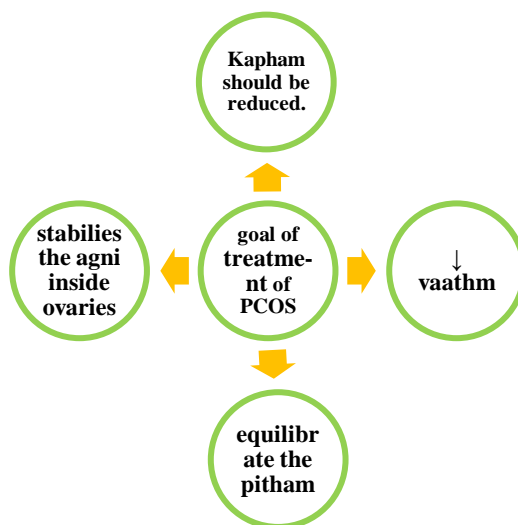 Kapham
should be
reduced.
stabilies
the agni
inside
ovaries
goal of
treatme-
nt of
PCOS
↓
vaathm
equilibr
ate the
pitham